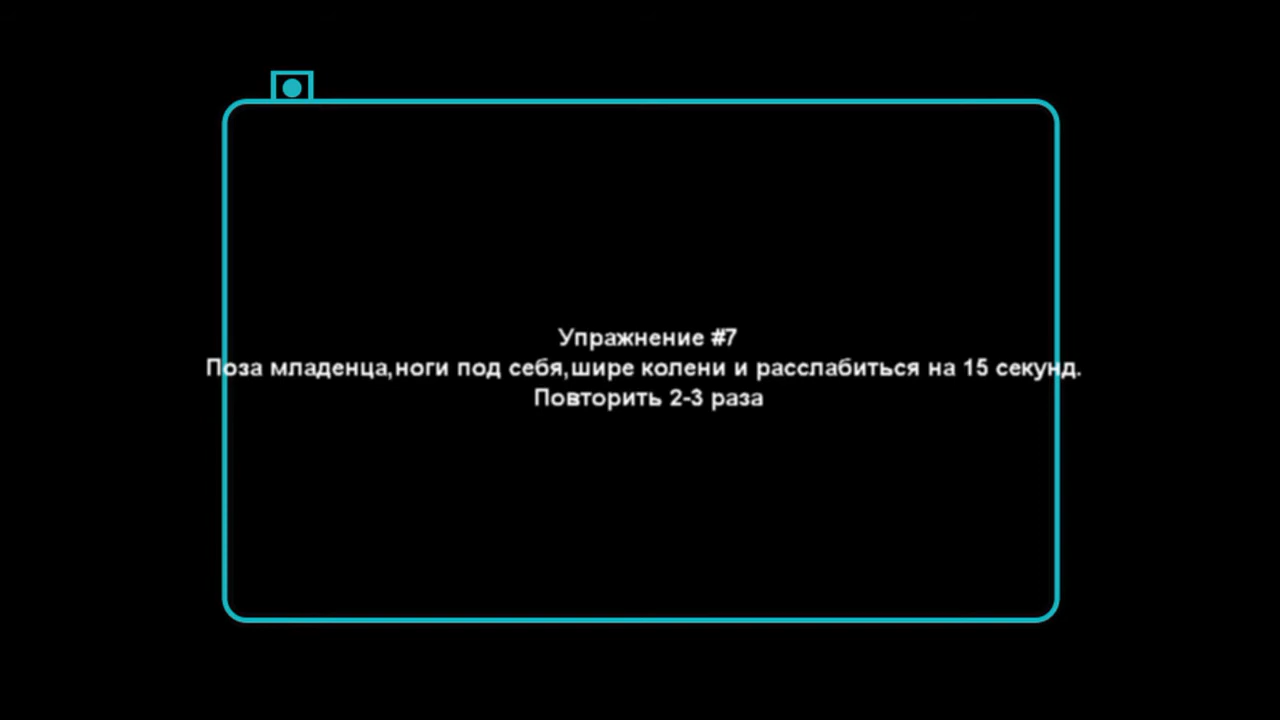 Упражнение #7
Поза младенца,ноги под себя,шире колени и расслабиться на 15 секунд.
Повторить 2-3 раза